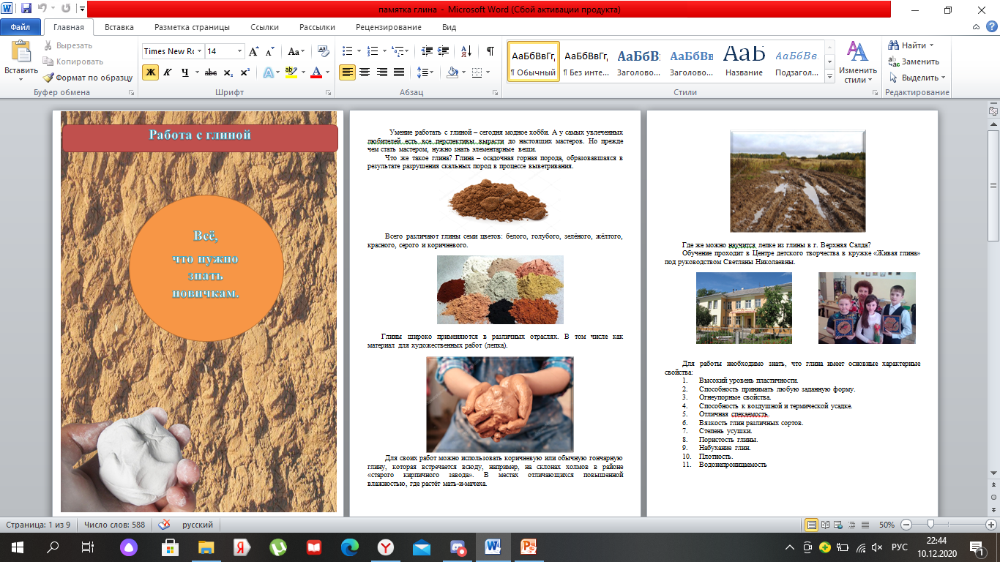 памятка глина - Microsoft Word (Сбой активации продукта)
Файл Главная Вставка Разметка страницы Ссылки Рассылки Рецензирование Вид
Вставить
Вырезать
Копировать
Формат по образцу
Буфер обмена
Times New Ro 14
Ж К Ч abc x₂ x²
Шрифт
Абзац
АаБбВвГг,
¶ Обычный
АаБбВвГг,
¶ Без инте...
АаБбВ
Заголово...
АаБбВв
Заголово...
АаБ
Название
АаБбВв.
Подзагол...
Стили
Изменить
стили
Найти
Заменить
Выделить
Редактирование
Работа с глиной
Всё,
что нужно
знать
новичкам.
Умение работать с глиной – сегодня модное хобби. А у самых увлеченных
любителей есть все перспективы вырасти до настоящих мастеров. Но прежде
чем стать мастером, нужно знать элементарные вещи.
Что же такое глина? Глина – осадочная горная порода, образовавшаяся в
результате разрушения скальных пород в процессе выветривания.
Всего различают глины семи цветов: белого, голубого, зелёного, жёлтого,
красного, серого и коричневого.
Глины широко применяются в различных отраслях. В том числе как
материал для художественных работ (лепка).
Для своих работ можно использовать коричневую или обычную гончарную
глину, которая встречается всюду, например, на склонах холмов в районе
«старого кирпичного завода». В местах отличающихся повышенной
влажностью, где растёт мать-и-мачеха.
Где же можно научится лепке из глины в г. Верхняя Салда?
Обучение проходит в Центре детского творчества в кружке «Живая глина»
под руководством Светланы Николаевны.
Для работы необходимо знать, что глина имеет основные характерные
свойства:
1. Высокий уровень пластичности.
2. Способность принимать любую заданную форму.
3. Огнеупорные свойства.
4. Способность к воздушной и термической усадке.
5. Отличная спекаемость.
6. Вязкость глин различных сортов.
7. Степень усушки.
8. Пористость глины.
9. Набухание глин.
10. Плотность.
11. Водонепроницаемость
Страница: 1 из 9 Число слов: 588 русский 50%
РУС
22:44
10.12.2020